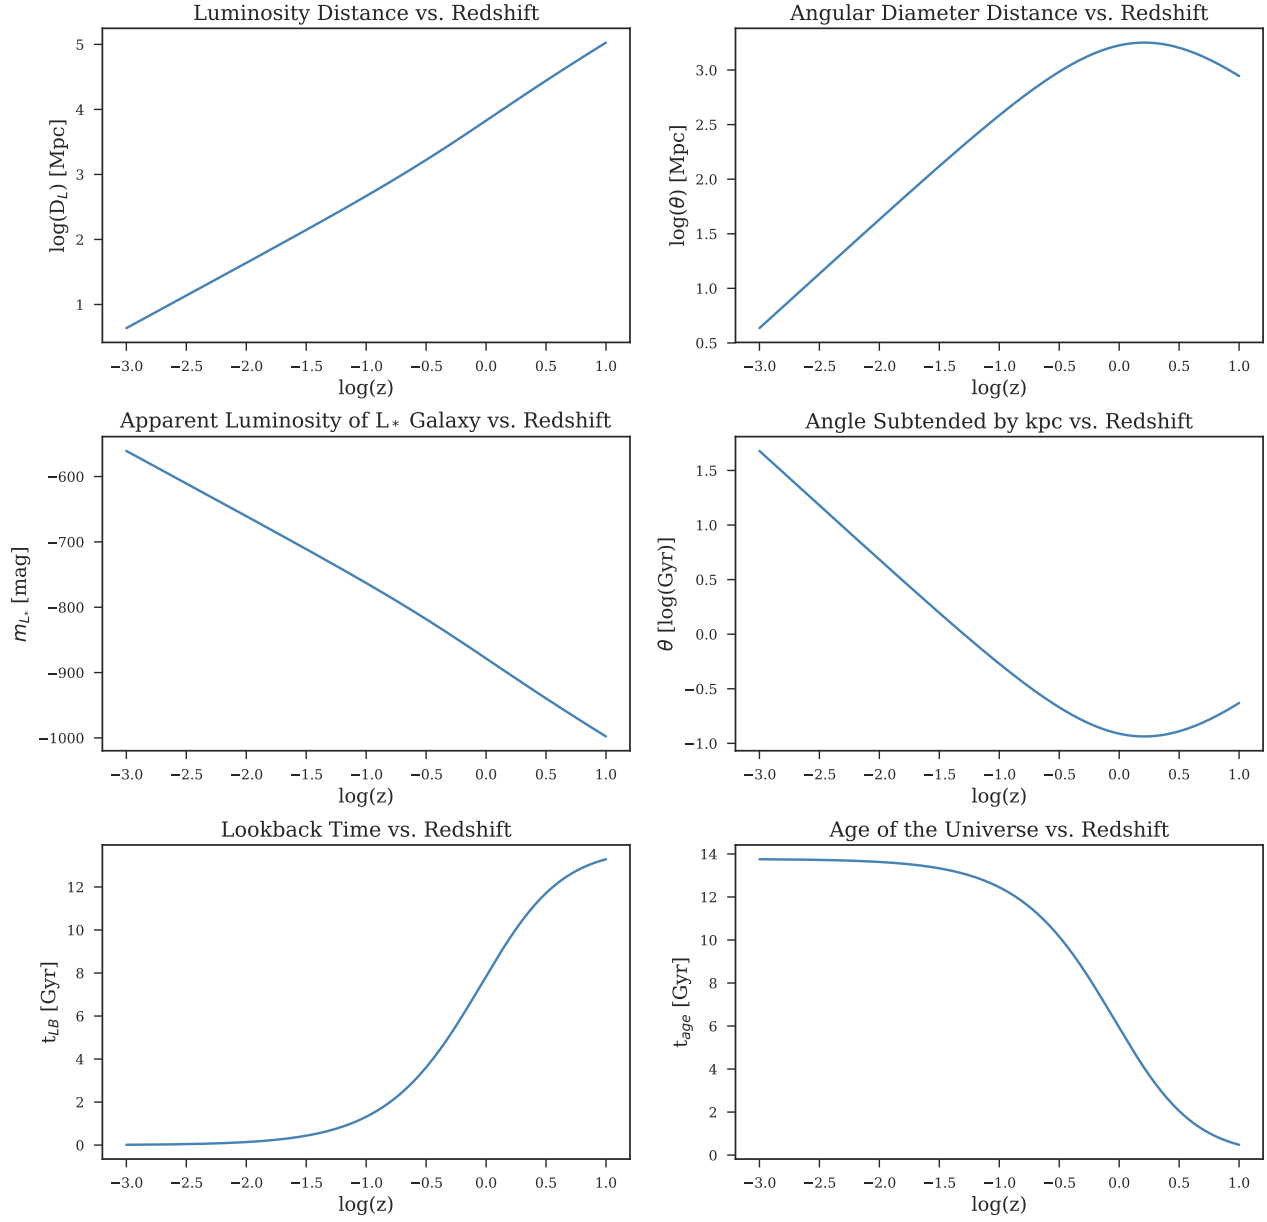 Luminosity Distance vs. Redshift
log(D_L) [Mpc]
5
4
3
2
1
−3.0 −2.5 −2.0 −1.5 −1.0 −0.5 0.0 0.5 1.0
log(z)
Angular Diameter Distance vs. Redshift
log(θ) [Mpc]
3.0
2.5
2.0
1.5
1.0
0.5
−3.0 −2.5 −2.0 −1.5 −1.0 −0.5 0.0 0.5 1.0
log(z)
Apparent Luminosity of L* Galaxy vs. Redshift
m_L* [mag]
−600
−700
−800
−900
−1000
−3.0 −2.5 −2.0 −1.5 −1.0 −0.5 0.0 0.5 1.0
log(z)
Angle Subtended by kpc vs. Redshift
θ [log(Gyr)]
1.5
1.0
0.5
0.0
−0.5
−1.0
−3.0 −2.5 −2.0 −1.5 −1.0 −0.5 0.0 0.5 1.0
log(z)
Lookback Time vs. Redshift
t_LB [Gyr]
12
10
8
6
4
2
0
−3.0 −2.5 −2.0 −1.5 −1.0 −0.5 0.0 0.5 1.0
log(z)
Age of the Universe vs. Redshift
t_age [Gyr]
14
12
10
8
6
4
2
0
−3.0 −2.5 −2.0 −1.5 −1.0 −0.5 0.0 0.5 1.0
log(z)